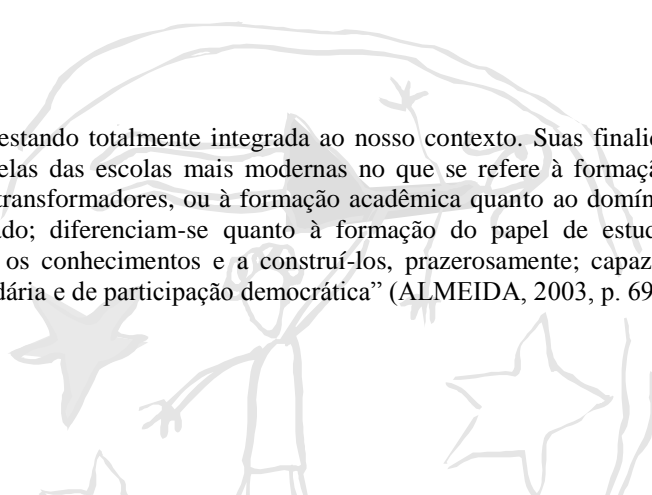 estando totalmente integrada ao nosso contexto. Suas finalid
elas das escolas mais modernas no que se refere à formaçã
transformadores, ou à formação acadêmica quanto ao domín
ado; diferenciam-se quanto à formação do papel de estud
os conhecimentos e a construí-los, prazerosamente; capaz
dária e de participação democrática” (ALMEIDA, 2003, p. 69